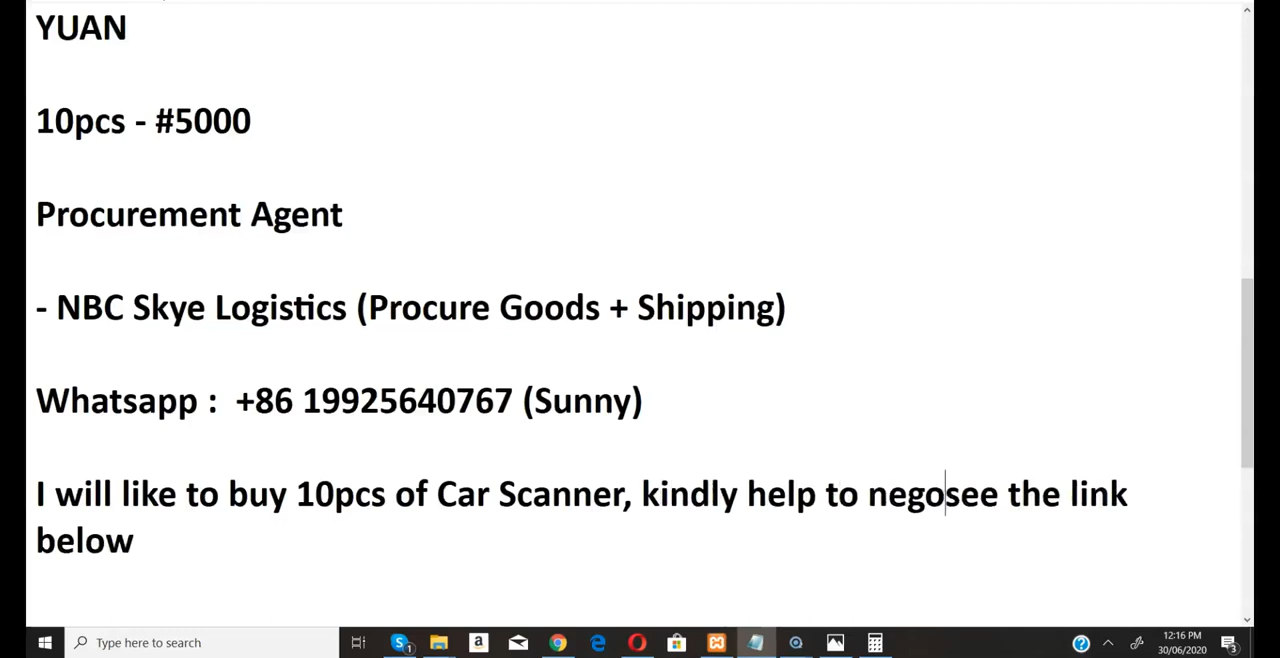 YUAN
10pcs - #5000
Procurement Agent
- NBC Skye Logistics (Procure Goods + Shipping)
Whatsapp :  +86 19925640767 (Sunny)
I will like to buy 10pcs of Car Scanner, kindly help to negosee the link
below
Type here to search
12:16 PM
30/06/2020